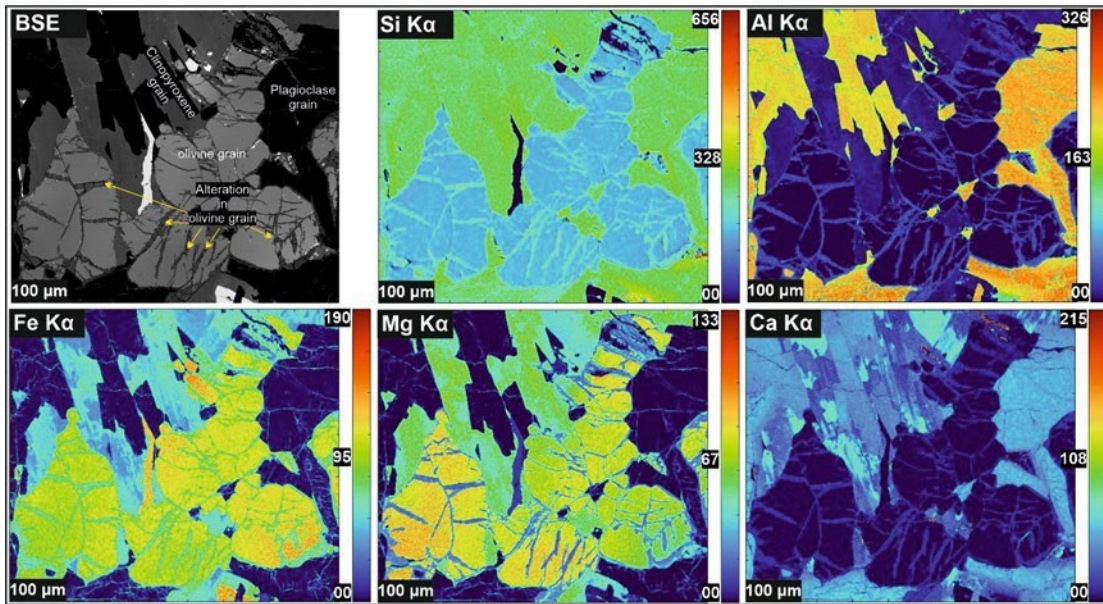 BSE
Clinopyroxene
grain
Plagioclase
grain
olivine grain
Alteration
in
olivine grain
100 µm
Si Kα
656
328
00
100 µm
Al Kα
326
163
00
100 µm
Fe Kα
190
95
00
100 µm
Mg Kα
133
67
00
100 µm
Ca Kα
215
108
00
100 µm